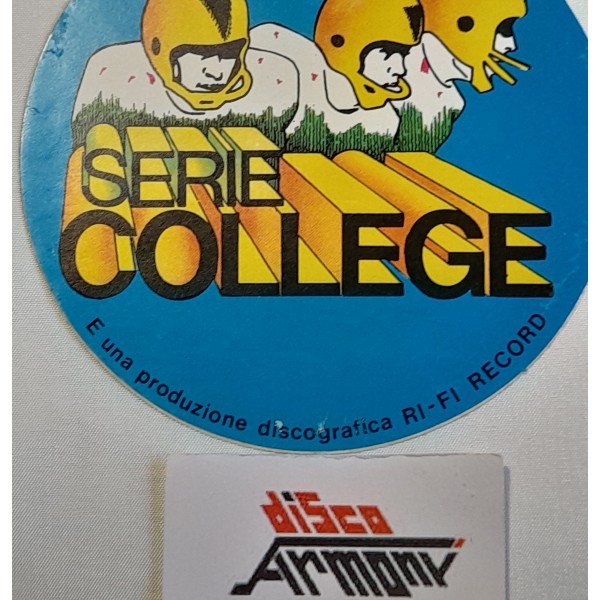 SERIE
COLLEGE
E una produzione discografica RI-FI RECORD
disco
Armony